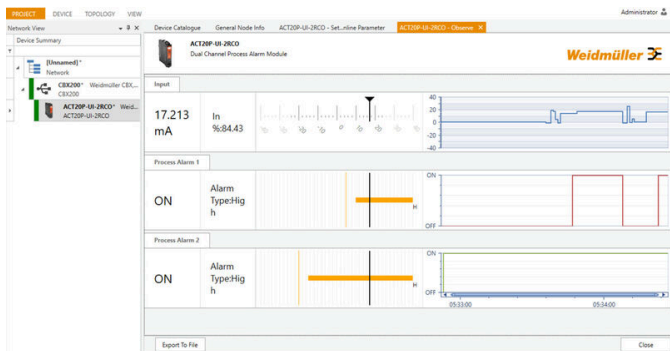 PROJECT DEVICE TOPOLOGY VIEW
Administrator
Network View
Device Catalogue General Node Info ACT20P-UI-2RCO - Set...nline Parameter ACT20P-UI-2RCO - Observe
Device Summary
ACT20P-UI-2RCO
Dual Channel Process Alarm Module
Weidmüller
[Unnamed]*
Network
CBX200* Weidmüller CBX,...
CBX200
ACT20P-UI-2RCO* Weid...
ACT20P-UI-2RCO
Input
17.213
mA
In
%:84.43
0 10 20
40
20
0
-20
-40
Process Alarm 1
ON
Alarm
Type:Hig
h
H
ON
OFF
Process Alarm 2
ON
Alarm
Type:Hig
h
H
ON
OFF
05:33:00 05:34:00
Export To File
Close